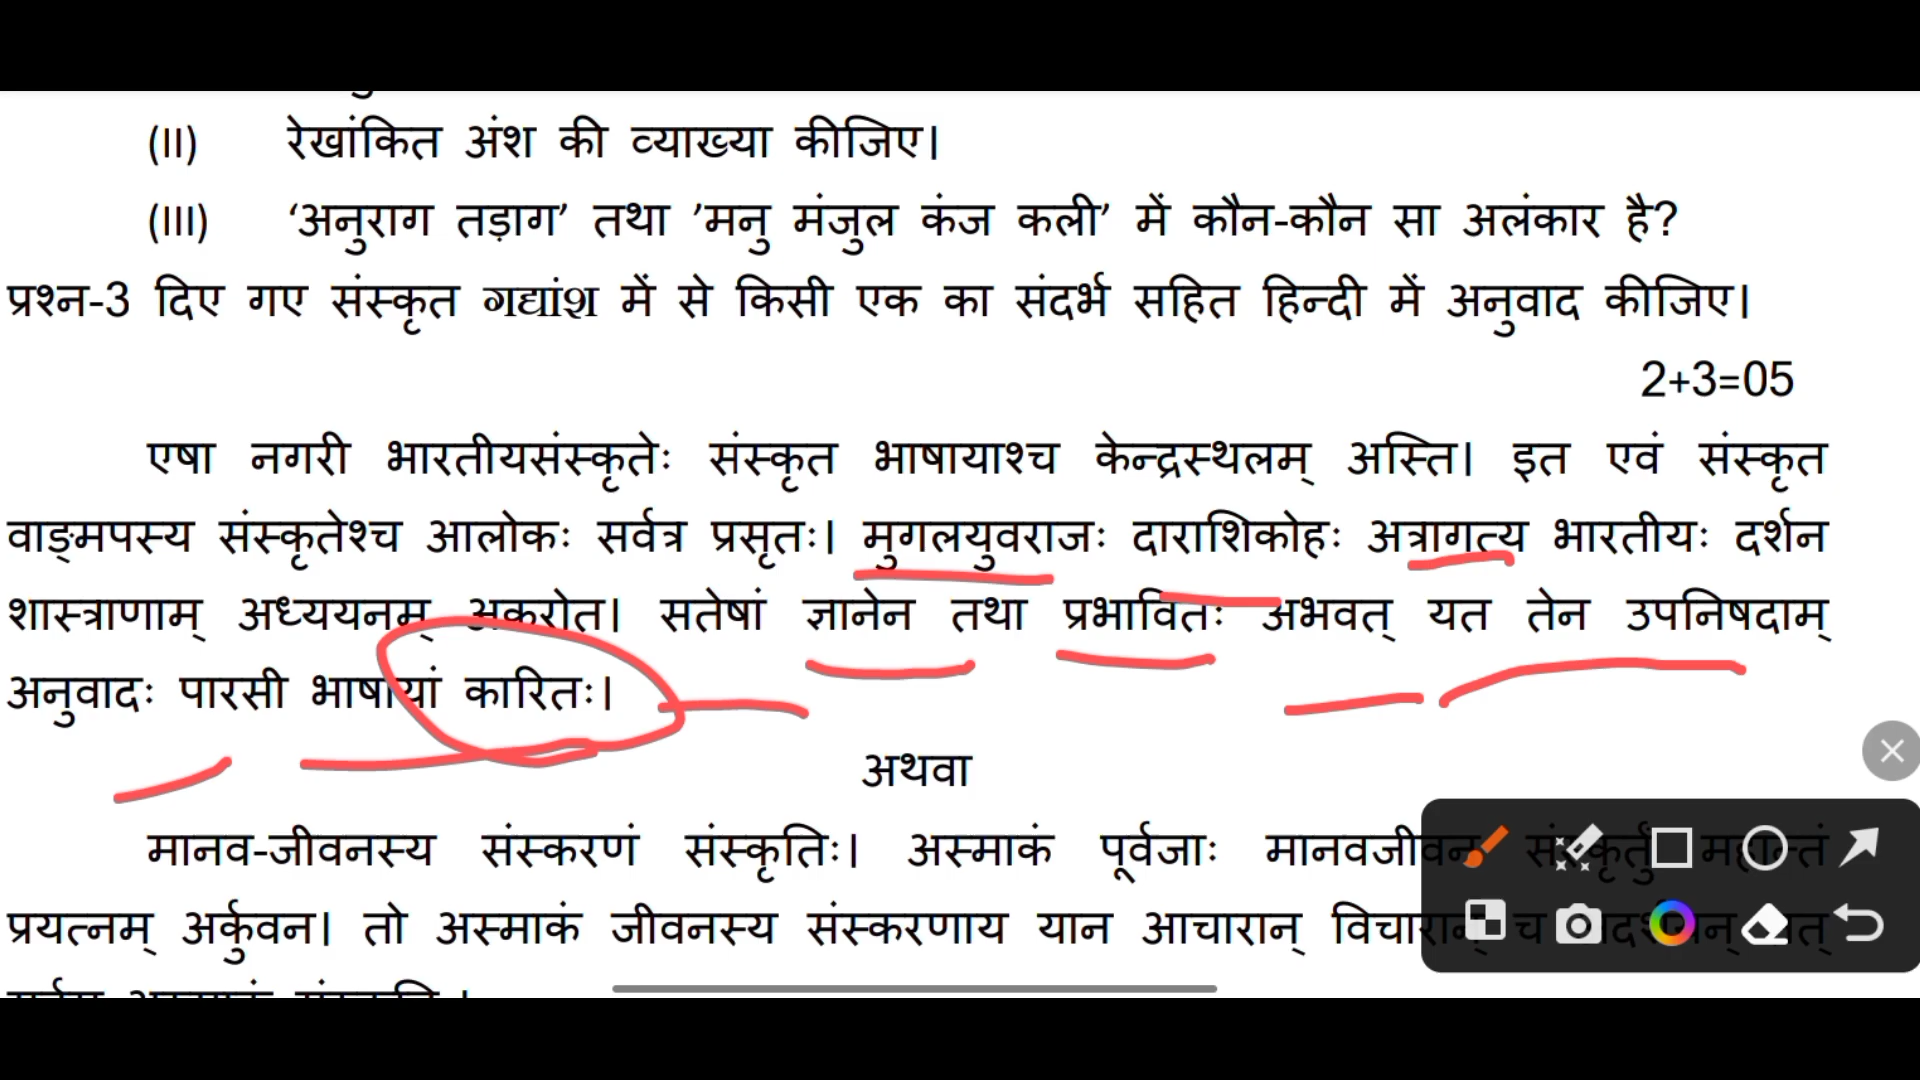 (II) रेखांकित अंश की व्याख्या कीजिए।
(III) ‘अनुराग तड़ाग’ तथा ’मनु मंजुल कंज कली’ में कौन-कौन सा अलंकार है?
प्रश्न-3 दिए गए संस्कृत गद्यांश में से किसी एक का संदर्भ सहित हिन्दी में अनुवाद कीजिए।
2+3=05
एषा नगरी भारतीयसंस्कृतेः संस्कृत भाषायाश्च केन्द्रस्थलम् अस्ति। इत एवं संस्कृत
वाङ्मपस्य संस्कृतेश्च आलोकः सर्वत्र प्रसृतः। मुगलयुवराजः दाराशिकोहः अत्रागत्य भारतीयः दर्शन
शास्त्राणाम् अध्ययनम् अकरोत। सतेषां ज्ञानेन तथा प्रभावितः अभवत् यत तेन उपनिषदाम्
अनुवादः पारसी भाषायां कारितः।
अथवा
मानव-जीवनस्य संस्करणं संस्कृतिः। अस्माकं पूर्वजाः मानवजीवन संस्कृर्तु महान्तं
प्रयत्नम् अर्कुवन। तो अस्माकं जीवनस्य संस्करणाय यान आचारान् विचारान् च